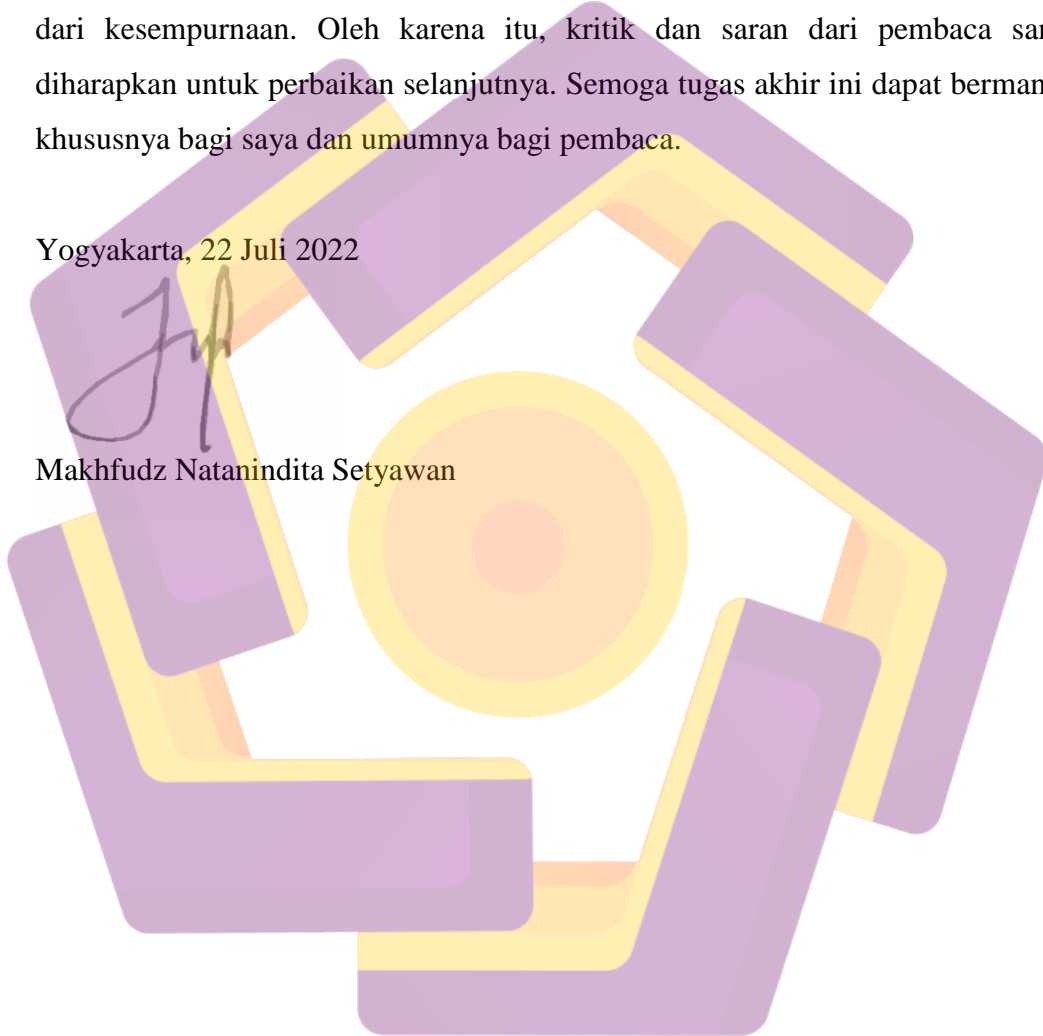 dari kesempurnaan. Oleh karena itu, kritik dan saran dari pembaca
diharapkan untuk perbaikan selanjutnya. Semoga tugas akhir ini dapat
khususnya bagi saya dan umumnya bagi pembaca.
Yogyakarta, 22 Juli 2022
Makhfudz Natanindita Setyawan